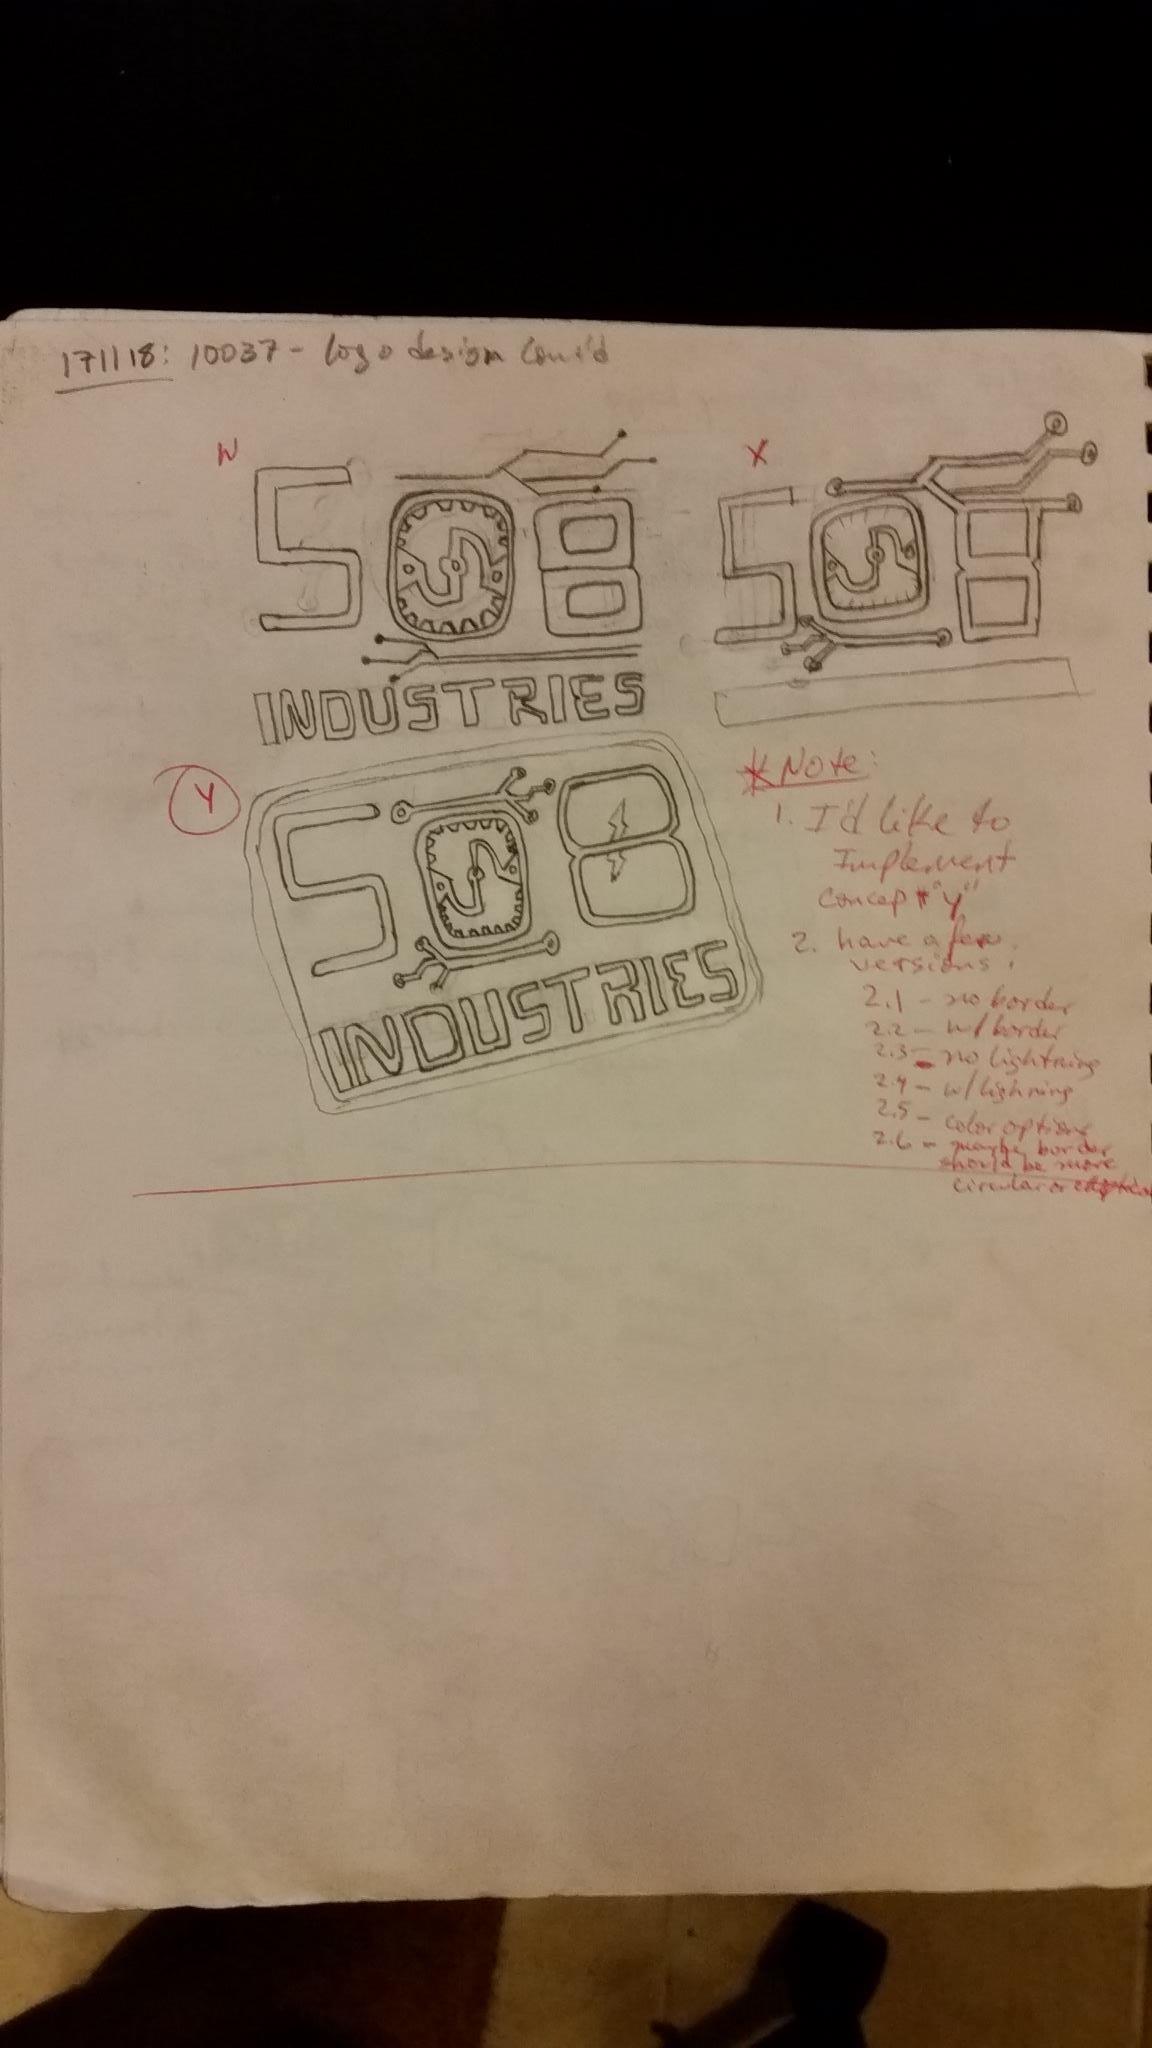 171118: 10037 - Logo design Cont'd
W
508
INDUSTRIES
X
508
Y
508
INDUSTRIES
* Note:
1. I'd like to
Implement
concept "Y"
2. have a few
versions.
2.1 - no border
2.2 - w/ border
2.3 - no lightning
2.4 - w/ lighning
2.5 - color options
2.6 - maybe border
should be more
circular or elliptical